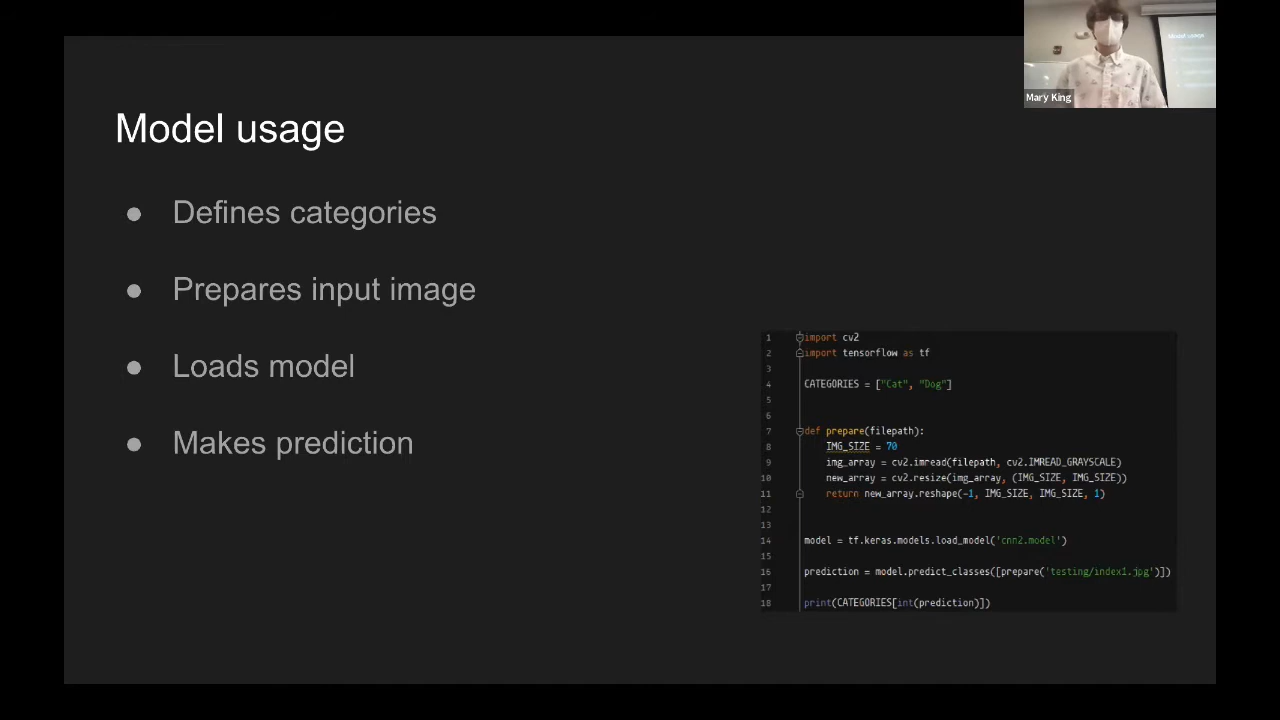 Model usage
Mary King
Model usage
● Defines categories
● Prepares input image
● Loads model
● Makes prediction
1 import cv2
2 import tensorflow as tf
3
4 CATEGORIES = ["Cat", "Dog"]
5
6
7 def prepare(filepath):
8 IMG_SIZE = 70
9 img_array = cv2.imread(filepath, cv2.IMREAD_GRAYSCALE)
10 new_array = cv2.resize(img_array, (IMG_SIZE, IMG_SIZE))
11 return new_array.reshape(-1, IMG_SIZE, IMG_SIZE, 1)
12
13
14 model = tf.keras.models.load_model('cnn2.model')
15
16 prediction = model.predict_classes([prepare('testing/index1.jpg')])
17
18 print(CATEGORIES[int(prediction)])